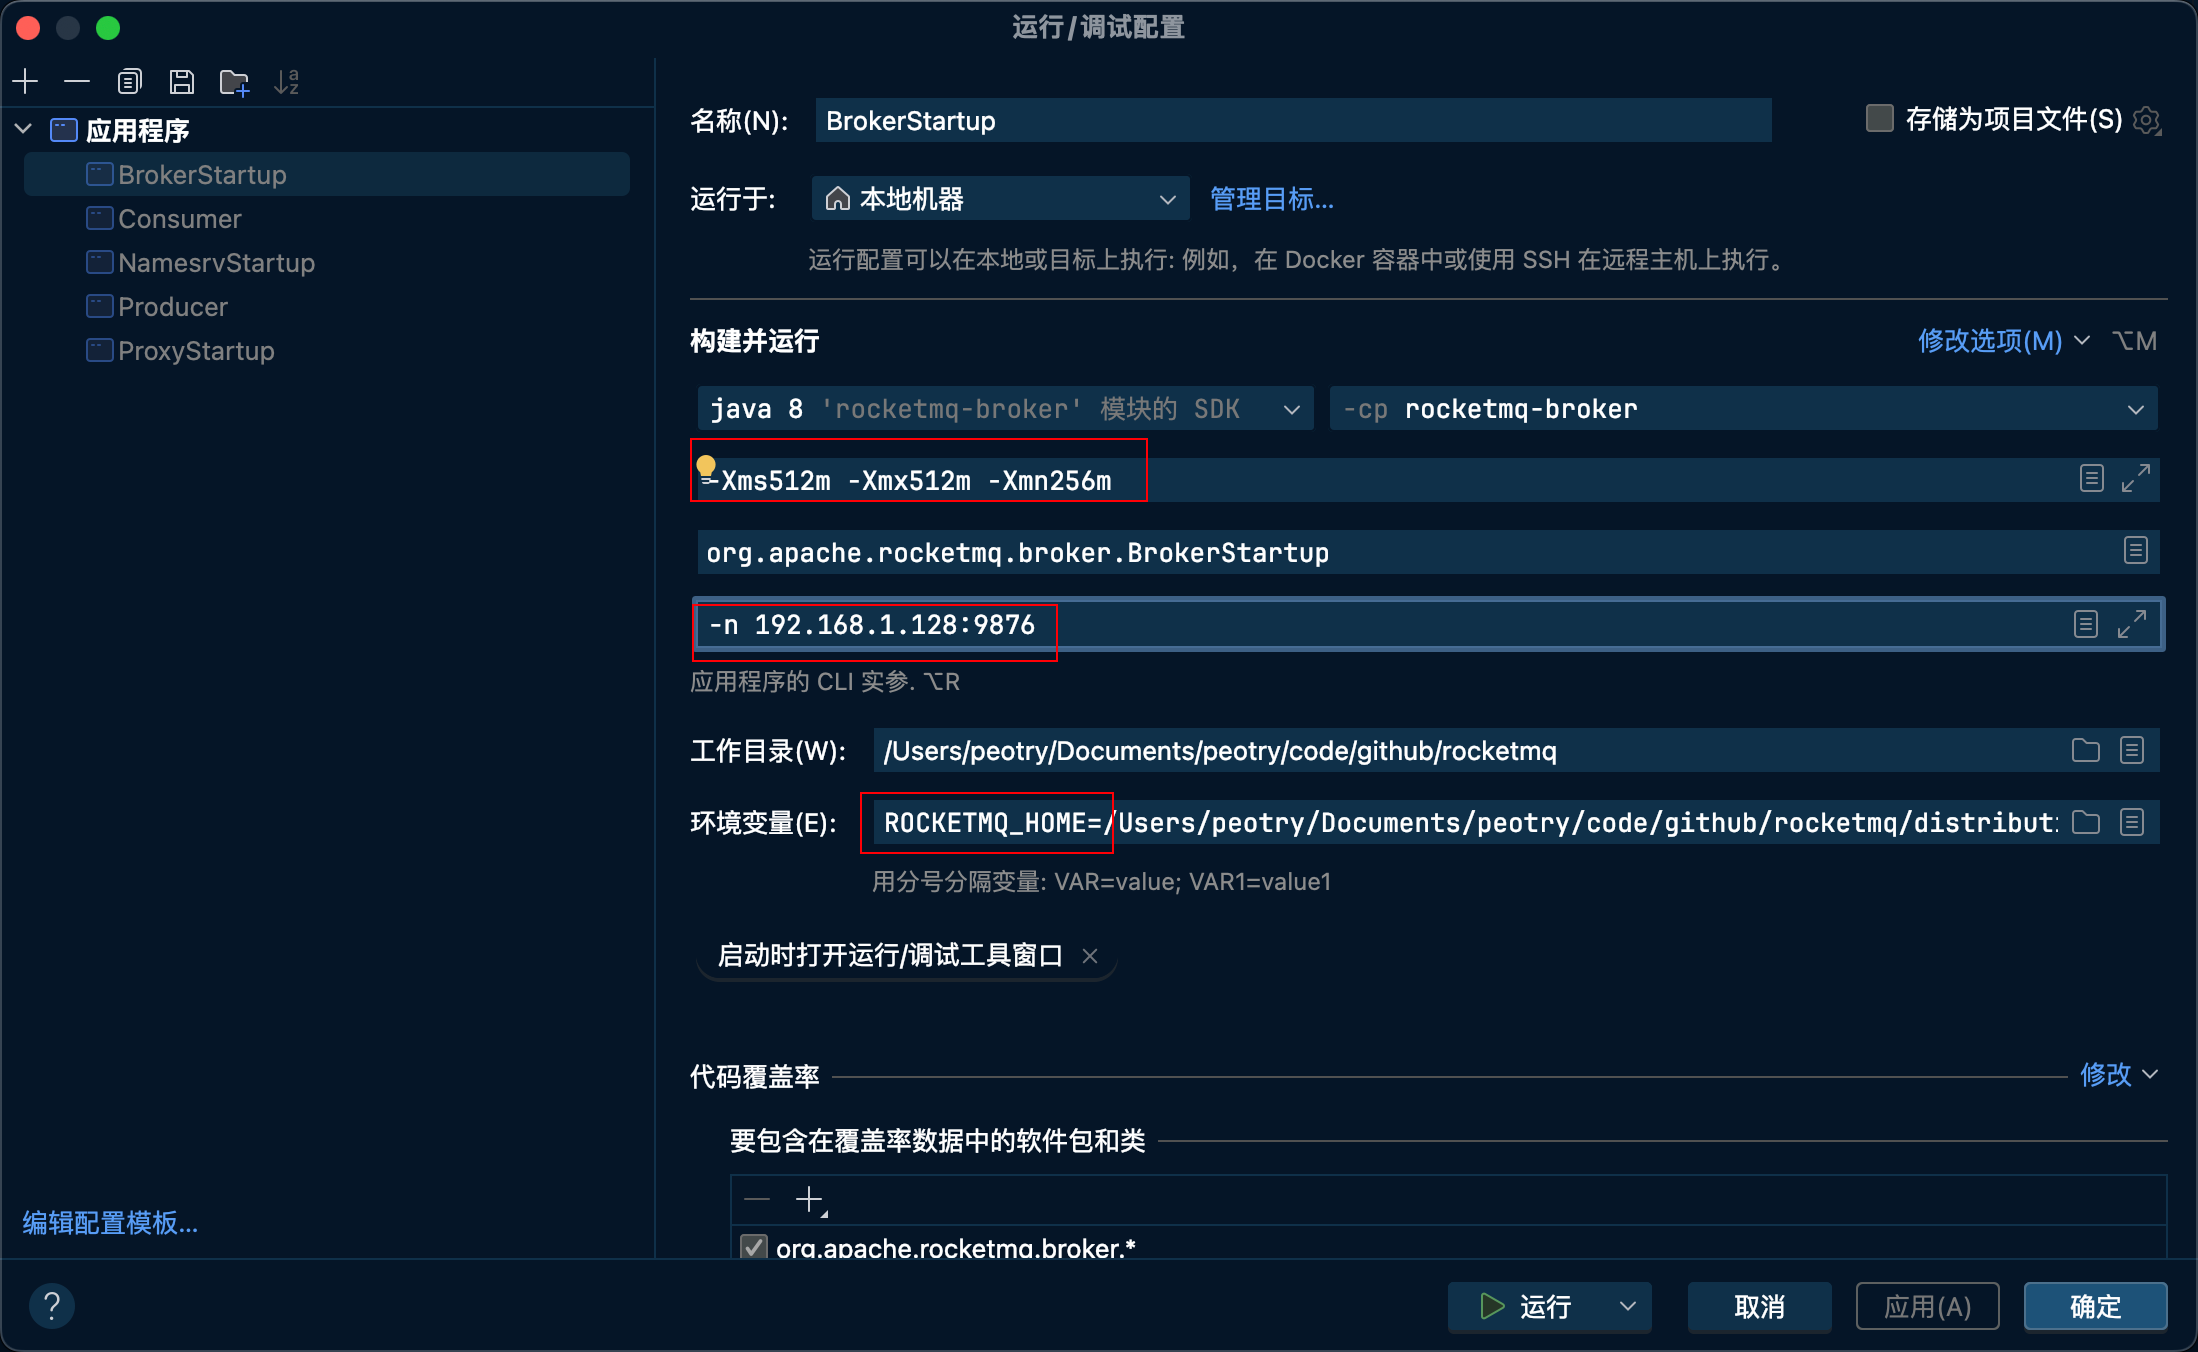 运行/调试配置
应用程序
BrokerStartup
Consumer
NamesrvStartup
Producer
ProxyStartup
编辑配置模板...
名称(N): BrokerStartup 存储为项目文件(S)
运行于: 本地机器 管理目标...
运行配置可以在本地或目标上执行: 例如，在 Docker 容器中或使用 SSH 在远程主机上执行。
构建并运行 修改选项(M) ⌥M
java 8 'rocketmq-broker' 模块的 SDK -cp rocketmq-broker
-Xms512m -Xmx512m -Xmn256m
org.apache.rocketmq.broker.BrokerStartup
-n 192.168.1.128:9876
应用程序的 CLI 实参. ⌥R
工作目录(W): /Users/peotry/Documents/peotry/code/github/rocketmq
环境变量(E): ROCKETMQ_HOME=/Users/peotry/Documents/peotry/code/github/rocketmq/distribut
用分号分隔变量: VAR=value; VAR1=value1
启动时打开运行/调试工具窗口
代码覆盖率 修改
要包含在覆盖率数据中的软件包和类
org.apache.rocketmq.broker.*
? 运行 取消 应用(A) 确定